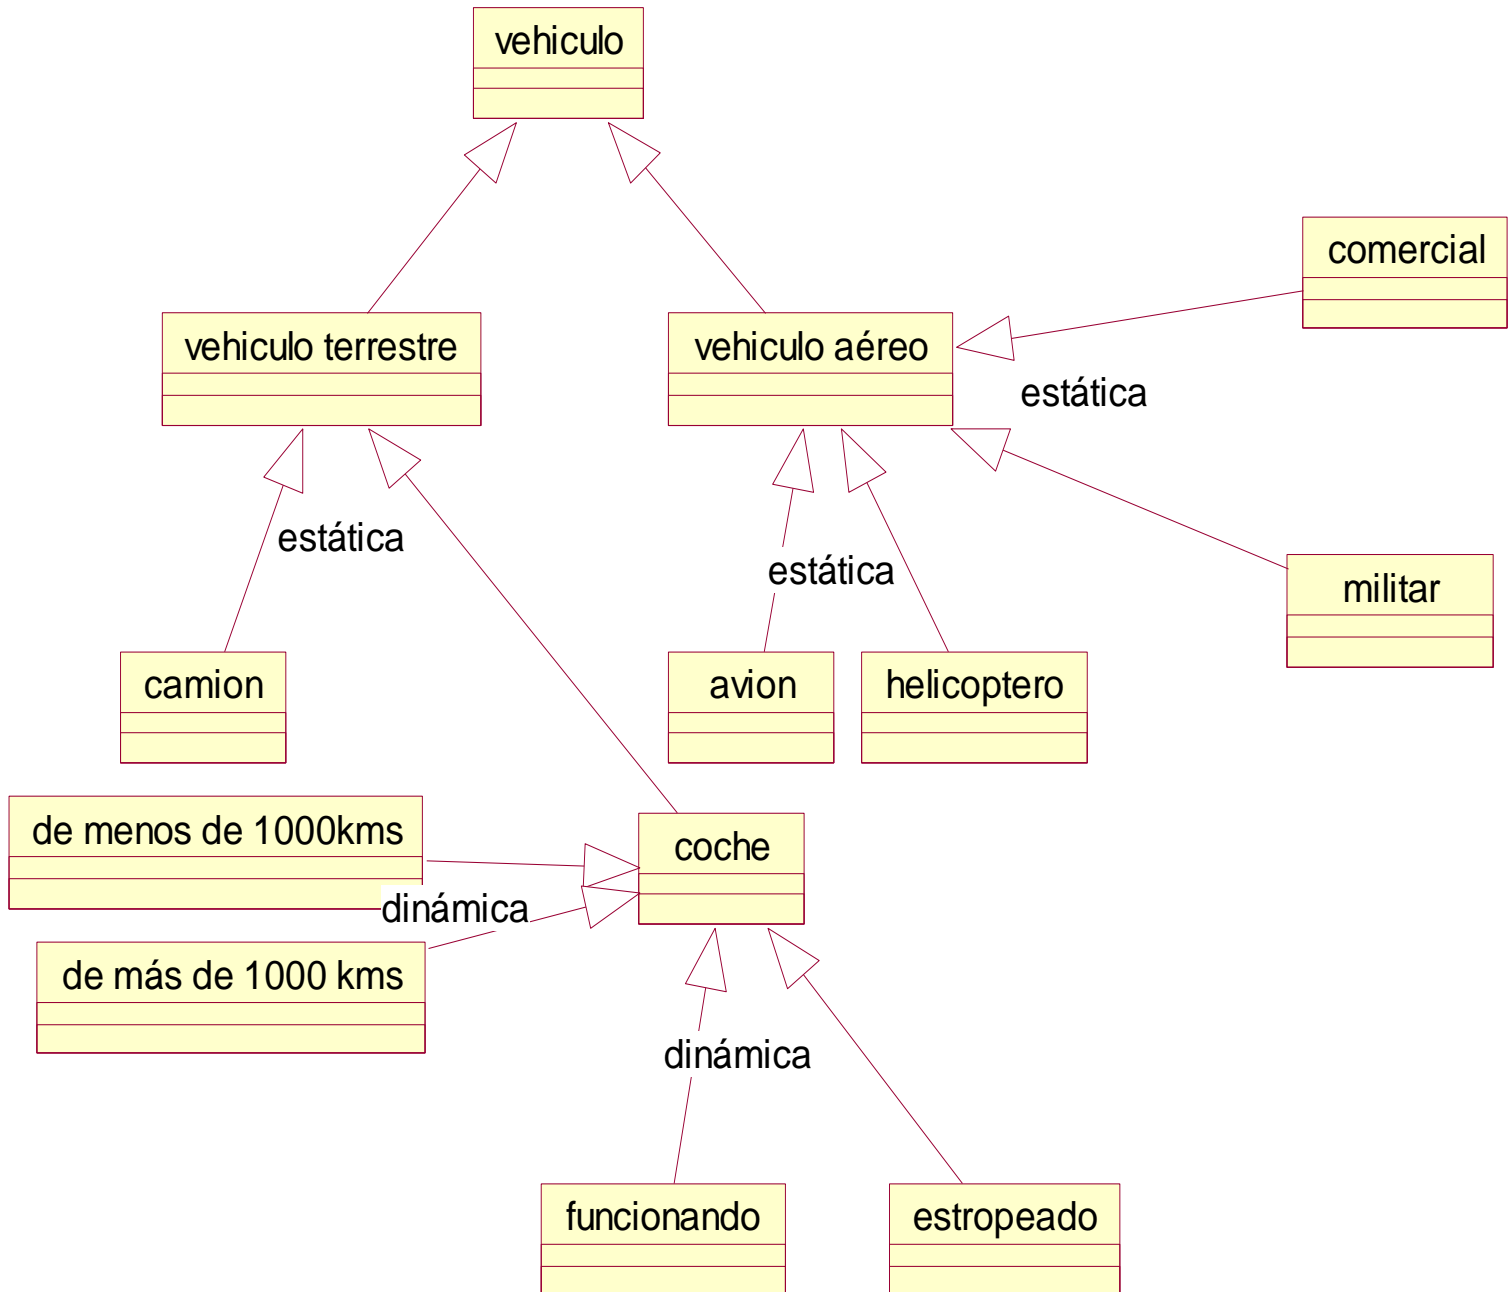 vehiculo
comercial
vehiculo terrestre
vehiculo aéreo
estática
estática
estática
militar
camion
avion
helicoptero
de menos de 1000kms
coche
dinámica
de más de 1000 kms
dinámica
funcionando
estropeado